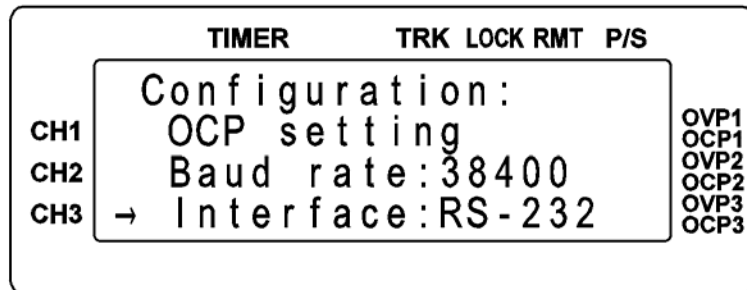 TIMER TRK LOCK RMT P/S
Configuration:
CH1 OCP setting OVP1
OCP1
CH2 Baud rate:38400 OVP2
OCP2
CH3 → Interface:RS-232 OVP3
OCP3